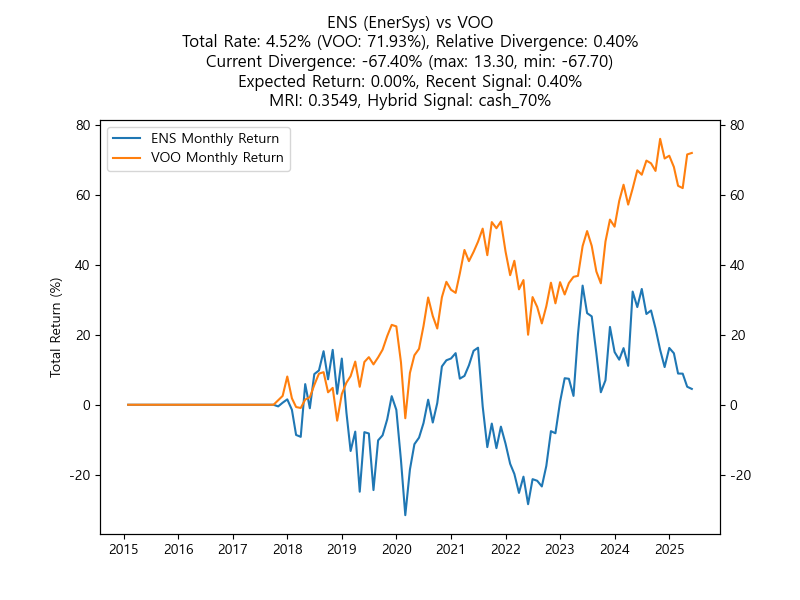 ENS (EnerSys) vs VOO
Total Rate: 4.52% (VOO: 71.93%), Relative Divergence: 0.40%
Current Divergence: -67.40% (max: 13.30, min: -67.70)
Expected Return: 0.00%, Recent Signal: 0.40%
MRI: 0.3549, Hybrid Signal: cash_70%
ENS Monthly Return
VOO Monthly Return
Total Return (%)
80
60
40
20
0
-20
80
60
40
20
0
-20
2015 2016 2017 2018 2019 2020 2021 2022 2023 2024 2025